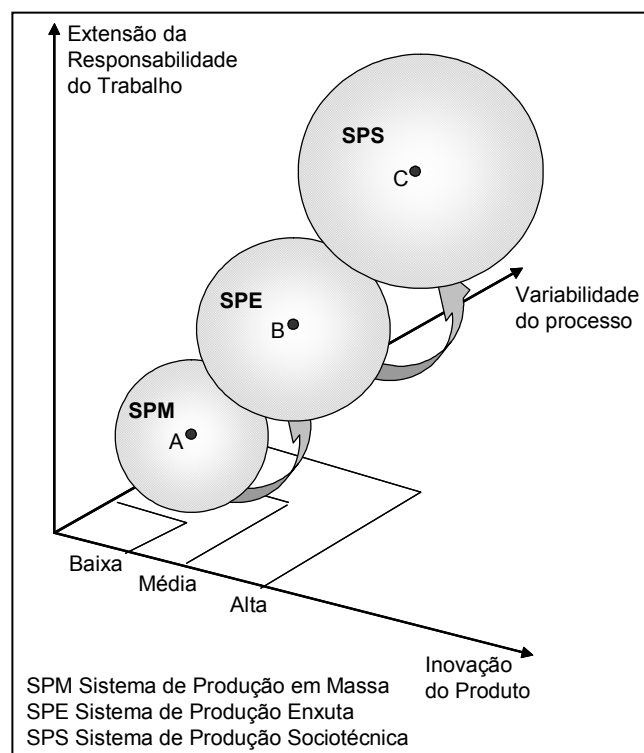 Extensão da
Responsabilidade
do Trabalho
SPS
C
Variabilidade
do processo
SPE
B
SPM
A
Baixa
Média
Alta
Inovação
do Produto
SPM Sistema de Produção em Massa
SPE Sistema de Produção Enxuta
SPS Sistema de Produção Sociotécnica